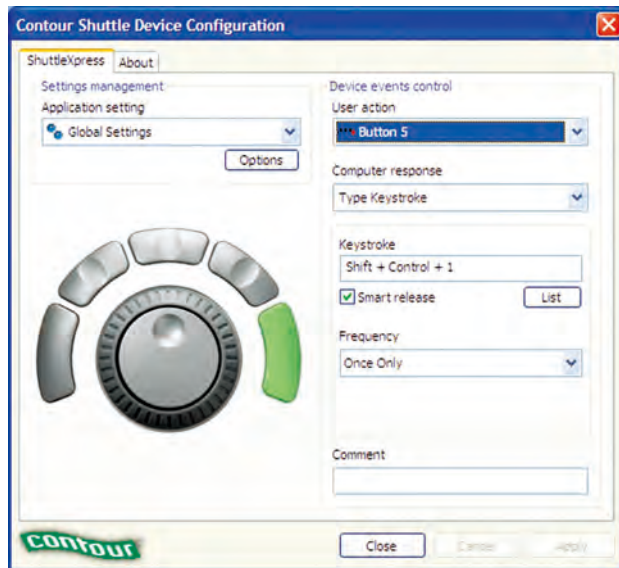 Contour Shuttle Device Configuration
ShuttleXpress
About
Settings management
Application setting
Global Settings
Options
Device events control
User action
Button 5
Computer response
Type Keystroke
Keystroke
Shift + Control + 1
Smart release
List
Frequency
Once Only
Comment
contour
Close
Cancel
Apply